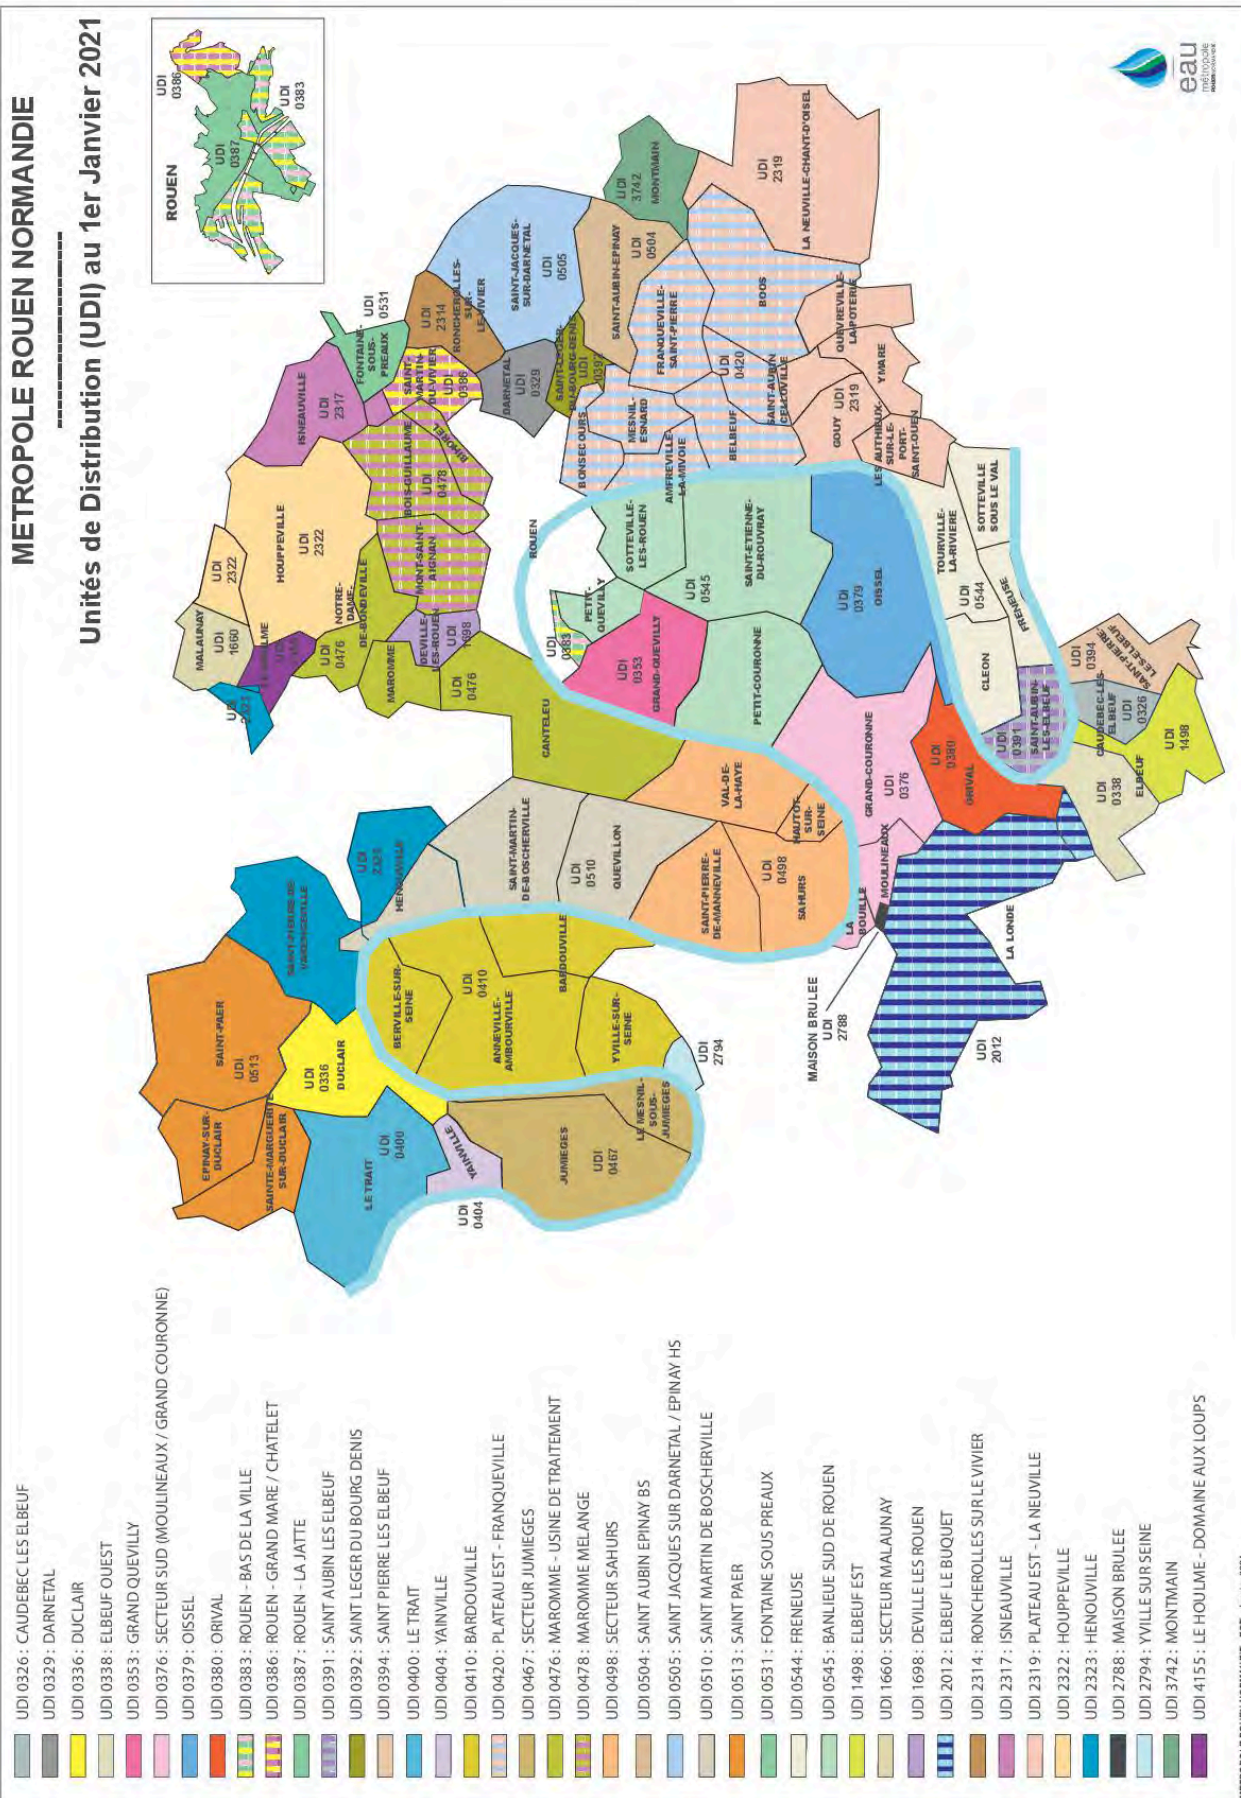 METROPOLE ROUEN NORMANDIE
------------------
Unités de Distribution (UDI) au 1er Janvier 2021
ROUEN
UDI
0386
UDI
0387
UDI
0383
eau
métropole
UDI 0326 : CAUDEBEC LES ELBEUF
UDI 0329 : DARNETAL
UDI 0336 : DUCLAIR
UDI 0338 : ELBEUF OUEST
UDI 0353 : GRAND QUEVILLY
UDI 0376 : SECTEUR SUD (MOULINEAUX / GRAND COURONNE)
UDI 0379 : OISSEL
UDI 0380 : ORIVAL
UDI 0383 : ROUEN - BAS DE LA VILLE
UDI 0386 : ROUEN - GRAND MARE / CHATELET
UDI 0387 : ROUEN - LA JATTE
UDI 0391 : SAINT AUBIN LES ELBEUF
UDI 0392 : SAINT LEGER DU BOURG DENIS
UDI 0394 : SAINT PIERRE LES ELBEUF
UDI 0400 : LE TRAIT
UDI 0404 : YAINVILLE
UDI 0410 : BARDOUVILLE
UDI 0420 : PLATEAU EST - FRANQUEVILLE
UDI 0467 : SECTEUR JUMIEGES
UDI 0476 : MAROMME - USINE DE TRAITEMENT
UDI 0478 : MAROMME MELANGE
UDI 0498 : SECTEUR SAHURS
UDI 0504 : SAINT AUBIN EPINAY BS
UDI 0505 : SAINT JACQUES SUR DARNETAL / EPINAY HS
UDI 0510 : SAINT MARTIN DE BOSCHERVILLE
UDI 0513 : SAINT PAER
UDI 0531 : FONTAINE SOUS PREAUX
UDI 0544 : FRENEUSE
UDI 0545 : BANLIEUE SUD DE ROUEN
UDI 1498 : ELBEUF EST
UDI 1660 : SECTEUR MALAUNAY
UDI 1698 : DEVILLE LES ROUEN
UDI 2012 : ELBEUF LE BUQUET
UDI 2314 : RONCHEROLLES SUR LE VIVIER
UDI 2317 : ISNEAUVILLE
UDI 2319 : PLATEAU EST - LA NEUVILLE
UDI 2322 : HOUPPEVILLE
UDI 2323 : HENOUVILLE
UDI 2788 : MAISON BRULEE
UDI 2794 : YVILLE SUR SEINE
UDI 3742 : MONTMAIN
UDI 4155 : LE HOULME - DOMAINE AUX LOUPS
EPINAY-SUR-
DUCLAIR
SAINT-PAER
UDI
0513
SAINTE-MARGUERITE
SUR-DUCLAIR
UDI
0336
DUCLAIR
LE TRAIT
UDI
0400
YAINVILLE
UDI
0404
JUMIEGES
UDI
0467
LE MESNIL-
SOUS-
JUMIEGES
BERVILLE-SUR-
SEINE
UDI
0410
ANNEVILLE-
AMBOURVILLE
BARDOUVILLE
YVILLE-SUR-
SEINE
UDI
2794
SAINT-PIERRE-DE-
VARENGEVILLE
HENOUVILLE
UDI
2323
SAINT-MARTIN-
DE-BOSCHERVILLE
UDI
0510
QUEVILLON
SAINT-PIERRE-
DE-MANNEVILLE
UDI
0498
SAHURS
VAL-DE-
LA-HAYE
HAUTOT-
SUR-
SEINE
LA
BOUILLE
MOULINEAUX
MAISON BRULEE
UDI
2788
LA LONDE
UDI
2012
MALAUNAY
UDI
1660
UDI
2322
HOUPPEVILLE
UDI
2322
UDI
0476
NOTRE-
DAME-
DE-BONDEVILLE
MAROMME
UDI
0476
DEVILLE
LES-ROUEN
UDI
1698
CANTELEU
MONT-SAINT-
AIGNAN
BOIS-GUILLAUME
UDI
0478
BIHOREL
ISNEAUVILLE
UDI
2317
FONTAINE-
SOUS-
PREAUX
UDI
0531
SAINT-
MARTIN-
DU-VIVIER
UDI
0386
UDI
2314
RONCHEROLLES-
SUR-
LE-VIVIER
SAINT-JACQUES-
SUR-DARNETAL
UDI
0505
DARNETAL
UDI
0329
SAINT-LEGER-
DU-BOURG-DENIS
UDI
SAINT-AUBIN-EPINAY
UDI
0504
UDI
3742
MONTMAIN
UDI
2319
LA NEUVILLE-CHANT-D'OISEL
FRANQUEVILLE-
SAINT-PIERRE
BOOS
UDI
0420
BONSECOURS
MESNIL-
ESNARD
AMFREVILLE
-LA-MIVOIE
BELBEUF
SAINT-AUBIN
CELLOVILLE
QUEVREVILLE-
LA-POTERIE
YMARE
GOUY
UDI
2319
LES AUTHIEUX-
SUR-LE-
PORT-
SAINT-OUEN
ROUEN
UDI
0383
PETIT-
QUEVILLY
SOTTEVILLE-
LES-ROUEN
UDI
0353
GRAND-QUEVILLY
UDI
0545
SAINT-ETIENNE-
DU-ROUVRAY
PETIT-COURONNE
UDI
0379
OISSEL
GRAND-COURONNE
UDI
0376
UDI
0380
ORIVAL
TOURVILLE-
LA-RIVIERE
SOTTEVILLE
SOUS LE VAL
UDI
0544
FRENEUSE
CLEON
UDI
0391
SAINT-AUBIN-
LES-ELBEUF
UDI
0394
SAINT-PIERRE-
LES-ELBEUF
CAUDEBEC-LES-
ELBEUF
UDI
0326
UDI
0338
ELBEUF
UDI
1498